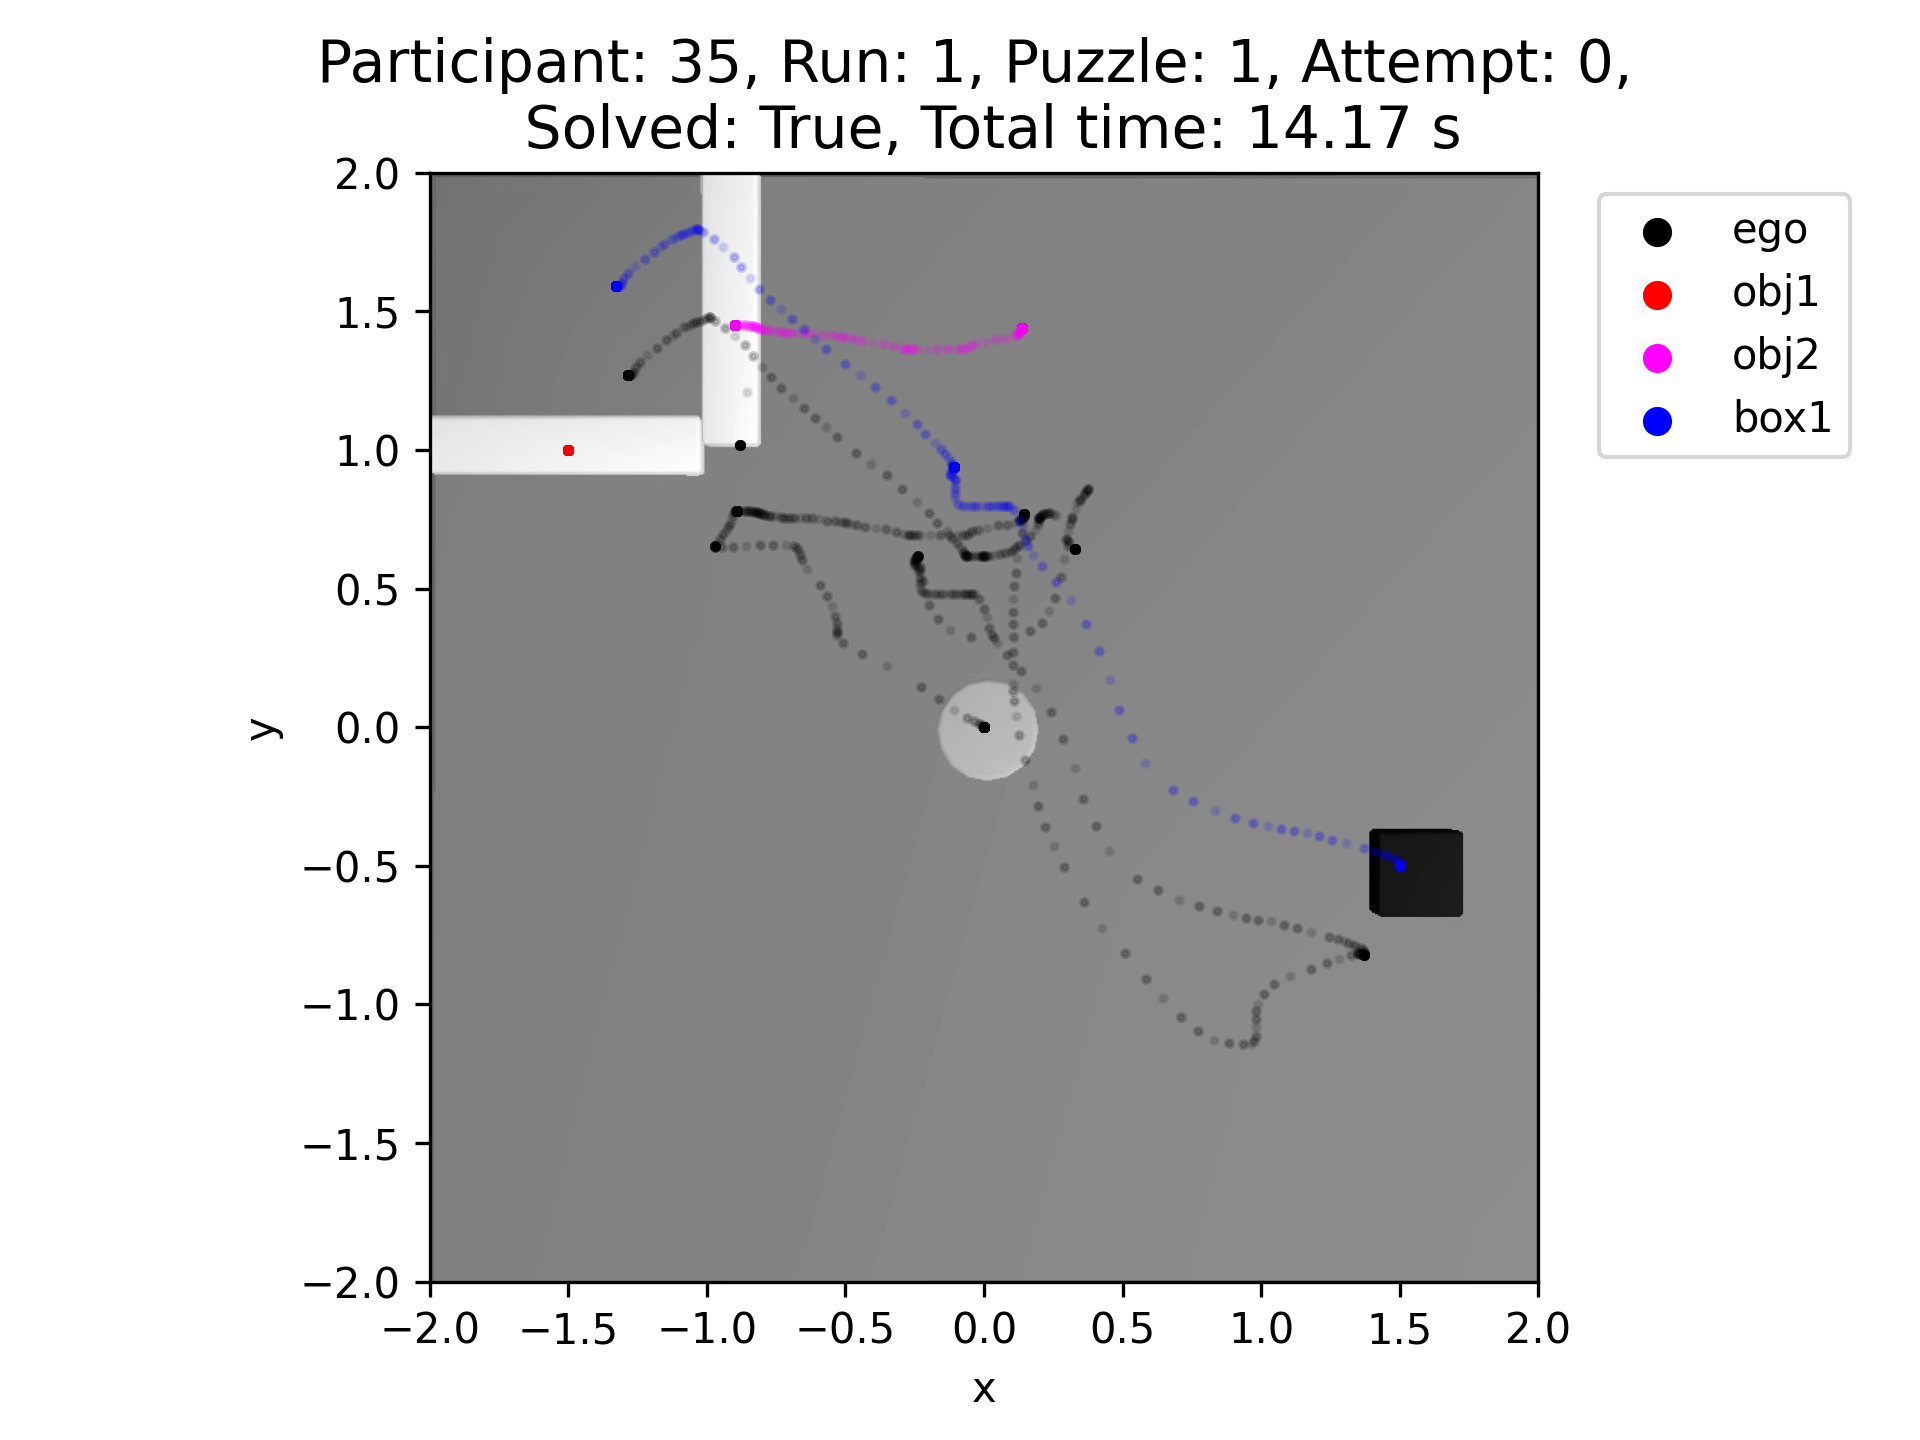 Participant: 35, Run: 1, Puzzle: 1, Attempt: 0,
Solved: True, Total time: 14.17 s
ego
obj1
obj2
box1
2.0
1.5
1.0
0.5
0.0
−0.5
−1.0
−1.5
−2.0
y
−2.0 −1.5 −1.0 −0.5 0.0 0.5 1.0 1.5 2.0
x